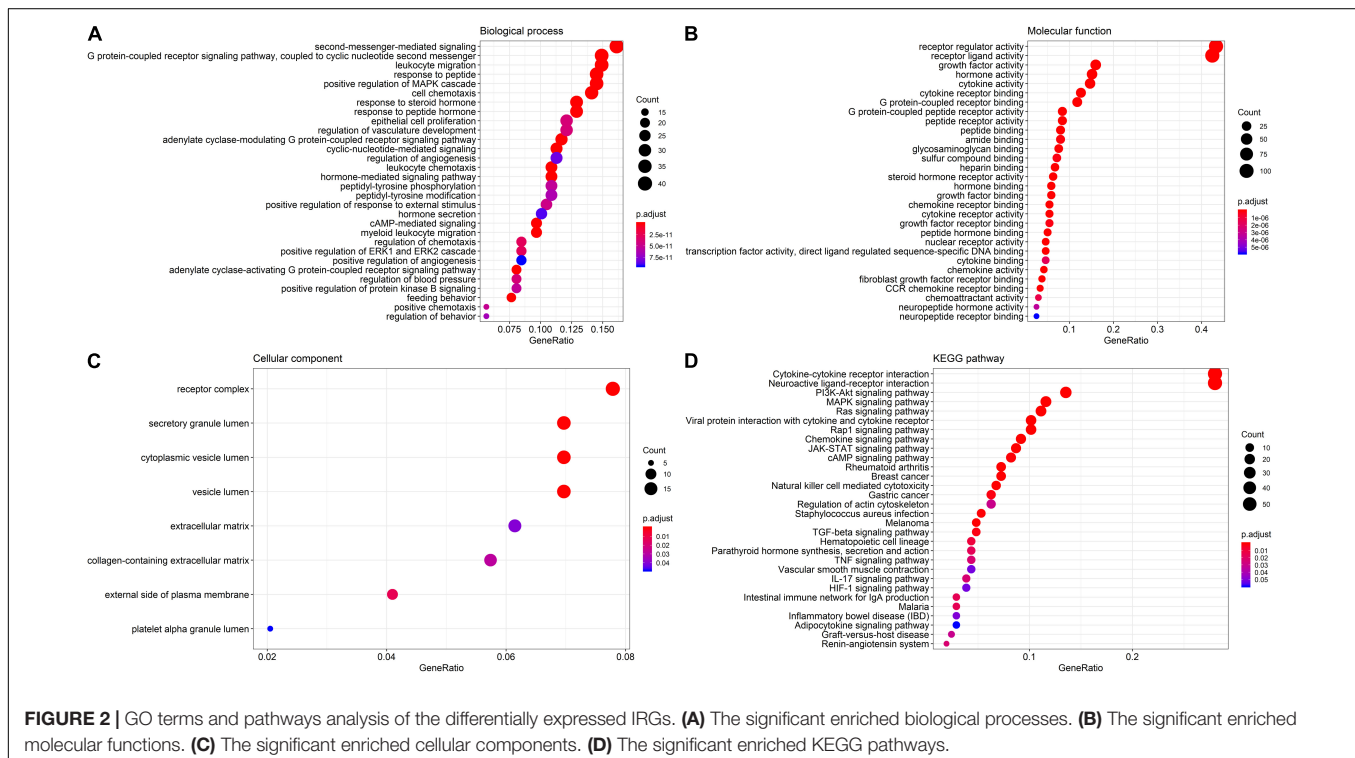 A
Biological process
second-messenger-mediated signaling
G protein-coupled receptor signaling pathway, coupled to cyclic nucleotide second messenger
leukocyte migration
response to peptide
positive regulation of MAPK cascade
cell chemotaxis
response to steroid hormone
response to peptide hormone
epithelial cell proliferation
regulation of vasculature development
adenylate cyclase-modulating G protein-coupled receptor signaling pathway
cyclic-nucleotide-mediated signaling
regulation of angiogenesis
leukocyte chemotaxis
hormone-mediated signaling pathway
peptidyl-tyrosine phosphorylation
peptidyl-tyrosine modification
positive regulation of response to external stimulus
hormone secretion
cAMP-mediated signaling
myeloid leukocyte migration
regulation of chemotaxis
positive regulation of ERK1 and ERK2 cascade
positive regulation of angiogenesis
adenylate cyclase-activating G protein-coupled receptor signaling pathway
regulation of blood pressure
positive regulation of protein kinase B signaling
feeding behavior
positive chemotaxis
regulation of behavior
0.075 0.100 0.125 0.150
GeneRatio
Count
15
20
25
30
35
40
p.adjust
2.5e-11
5.0e-11
7.5e-11
B
Molecular function
receptor regulator activity
receptor ligand activity
growth factor activity
hormone activity
cytokine activity
cytokine receptor binding
G protein-coupled receptor binding
G protein-coupled peptide receptor activity
peptide receptor activity
peptide binding
amide binding
glycosaminoglycan binding
sulfur compound binding
heparin binding
steroid hormone receptor activity
hormone binding
growth factor binding
chemokine receptor binding
cytokine receptor activity
growth factor receptor binding
peptide hormone binding
nuclear receptor activity
transcription factor activity, direct ligand regulated sequence-specific DNA binding
cytokine binding
chemokine activity
fibroblast growth factor receptor binding
CCR chemokine receptor binding
chemoattractant activity
neuropeptide hormone activity
neuropeptide receptor binding
0.1 0.2 0.3 0.4
GeneRatio
Count
25
50
75
100
p.adjust
1e-06
2e-06
3e-06
4e-06
5e-06
C
Cellular component
receptor complex
secretory granule lumen
cytoplasmic vesicle lumen
vesicle lumen
extracellular matrix
collagen-containing extracellular matrix
external side of plasma membrane
platelet alpha granule lumen
0.02 0.04 0.06 0.08
GeneRatio
Count
5
10
15
p.adjust
0.01
0.02
0.03
0.04
D
KEGG pathway
Cytokine-cytokine receptor interaction
Neuroactive ligand-receptor interaction
PI3K-Akt signaling pathway
MAPK signaling pathway
Ras signaling pathway
Viral protein interaction with cytokine and cytokine receptor
Rap1 signaling pathway
Chemokine signaling pathway
JAK-STAT signaling pathway
cAMP signaling pathway
Rheumatoid arthritis
Breast cancer
Natural killer cell mediated cytotoxicity
Gastric cancer
Regulation of actin cytoskeleton
Staphylococcus aureus infection
Melanoma
TGF-beta signaling pathway
Hematopoietic cell lineage
Parathyroid hormone synthesis, secretion and action
TNF signaling pathway
Vascular smooth muscle contraction
IL-17 signaling pathway
HIF-1 signaling pathway
Intestinal immune network for IgA production
Malaria
Inflammatory bowel disease (IBD)
Adipocytokine signaling pathway
Graft-versus-host disease
Renin-angiotensin system
0.1 0.2
GeneRatio
Count
10
20
30
40
50
p.adjust
0.01
0.02
0.03
0.04
0.05
FIGURE 2 | GO terms and pathways analysis of the differentially expressed IRGs. (A) The significant enriched biological processes. (B) The significant enriched
molecular functions. (C) The significant enriched cellular components. (D) The significant enriched KEGG pathways.